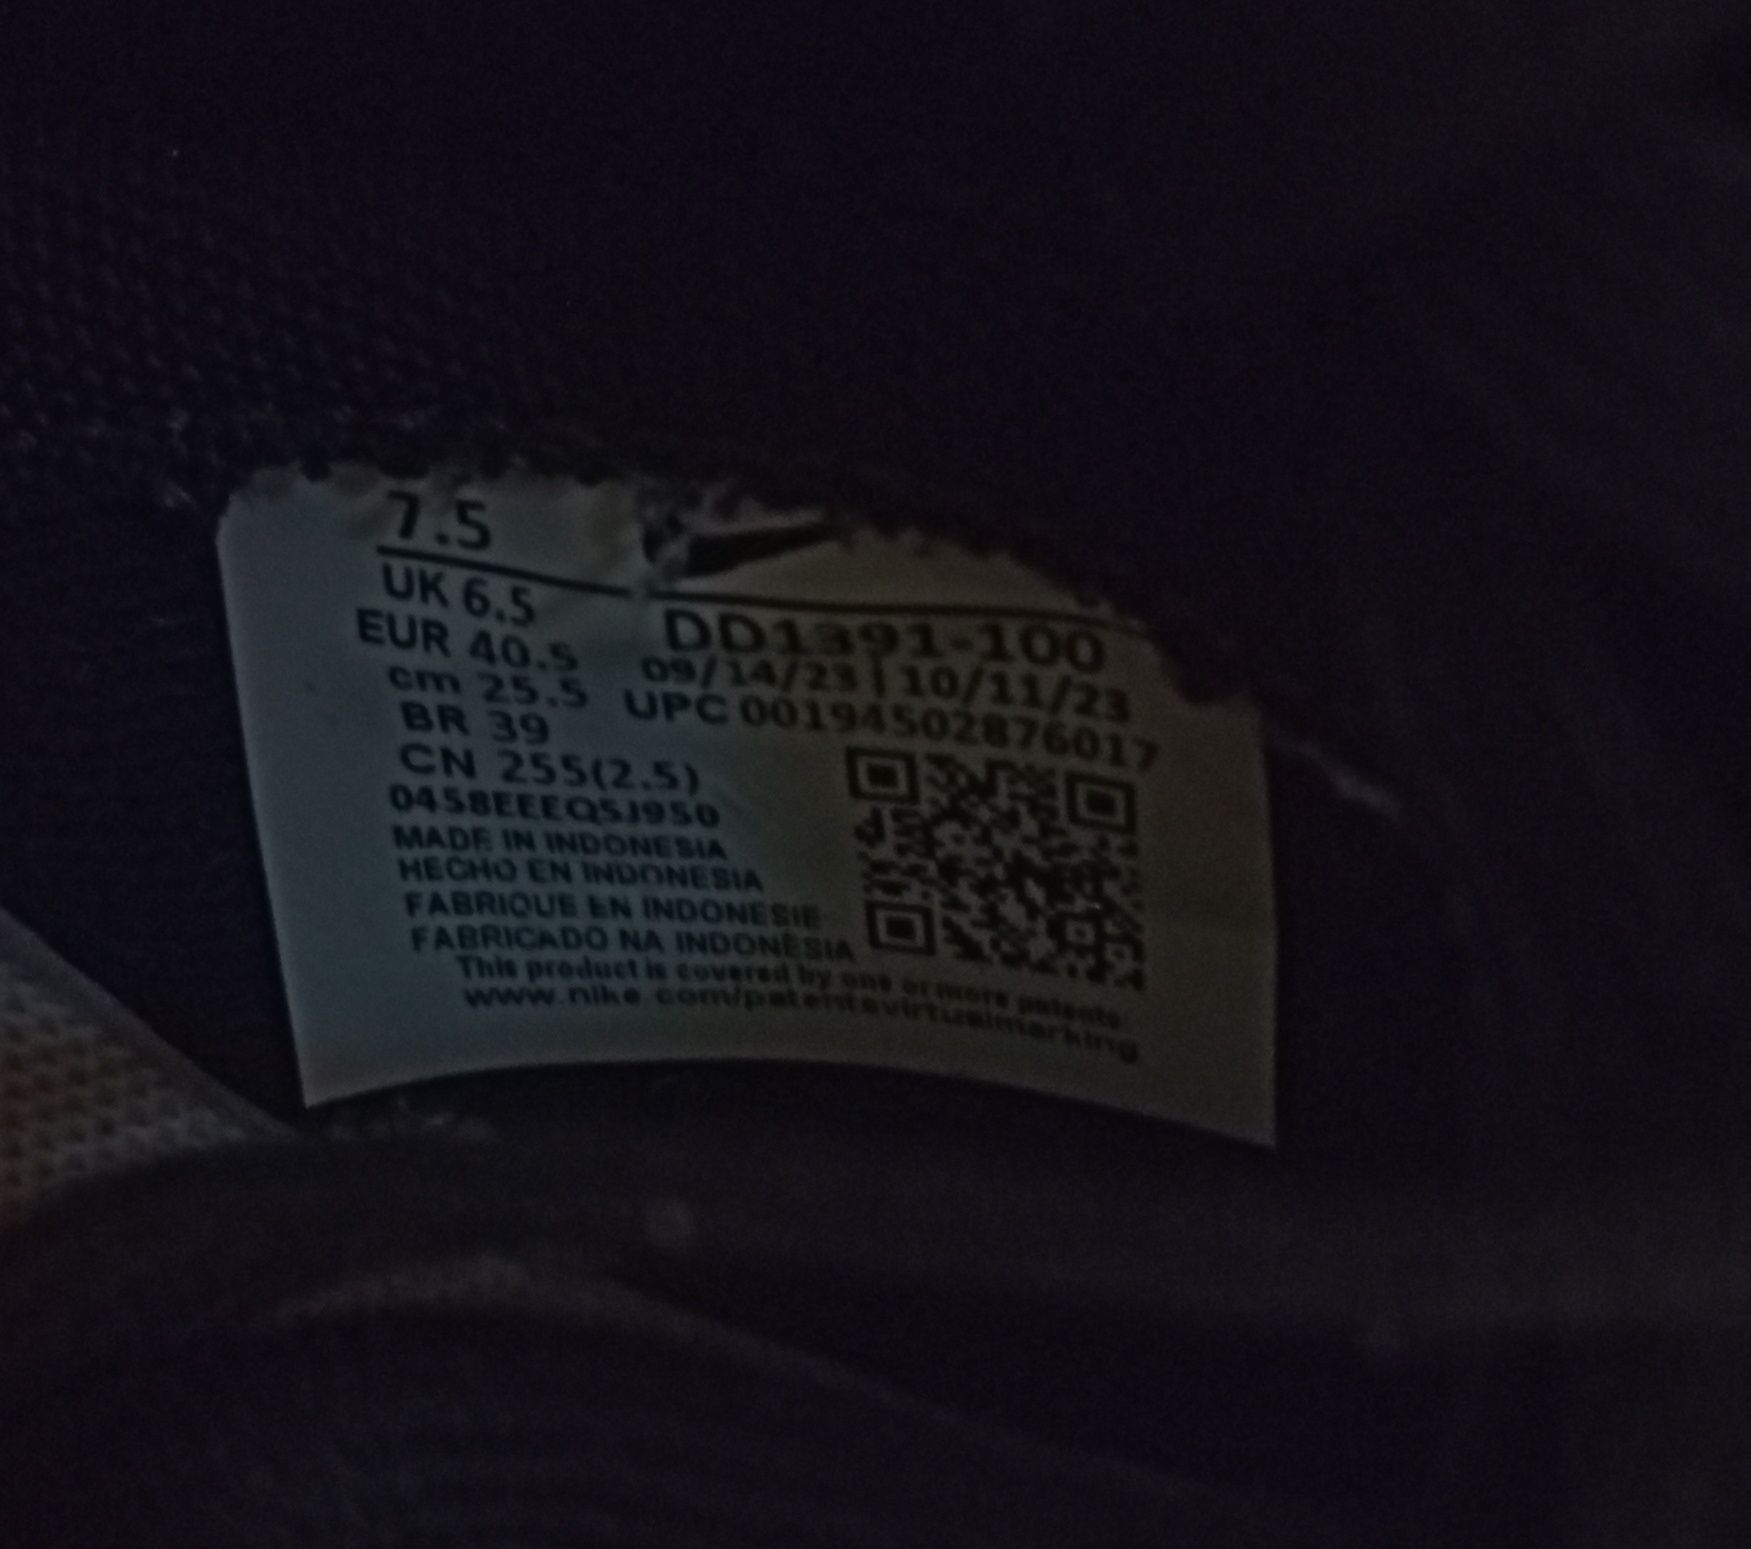 7.5
UK 6.5
EUR 40.5
cm 25.5
BR 39
CN 255(2.5)
0458EEEQ5J950
MADE IN INDONESIA
HECHO EN INDONESIA
FABRIQUE EN INDONESIE
FABRICADO NA INDONÉSIA
DD1391-100
09/14/23 | 10/11/23
UPC 00194502876017
This product is covered by one or more patents
www.nike.com/patentsvirtualmarking